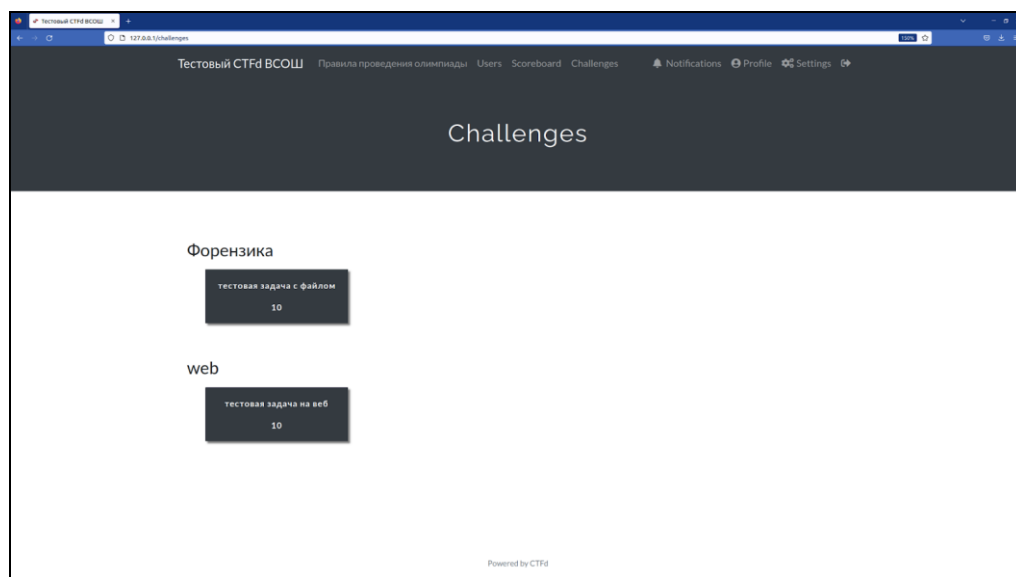 Тестовый CTFd ВСОШ
127.0.0.1/challenges
150%
Тестовый CTFd ВСОШ Правила проведения олимпиады Users Scoreboard Challenges Notifications Profile Settings
Challenges
Форензика
тестовая задача с файлом
10
web
тестовая задача на веб
10
Powered by CTFd